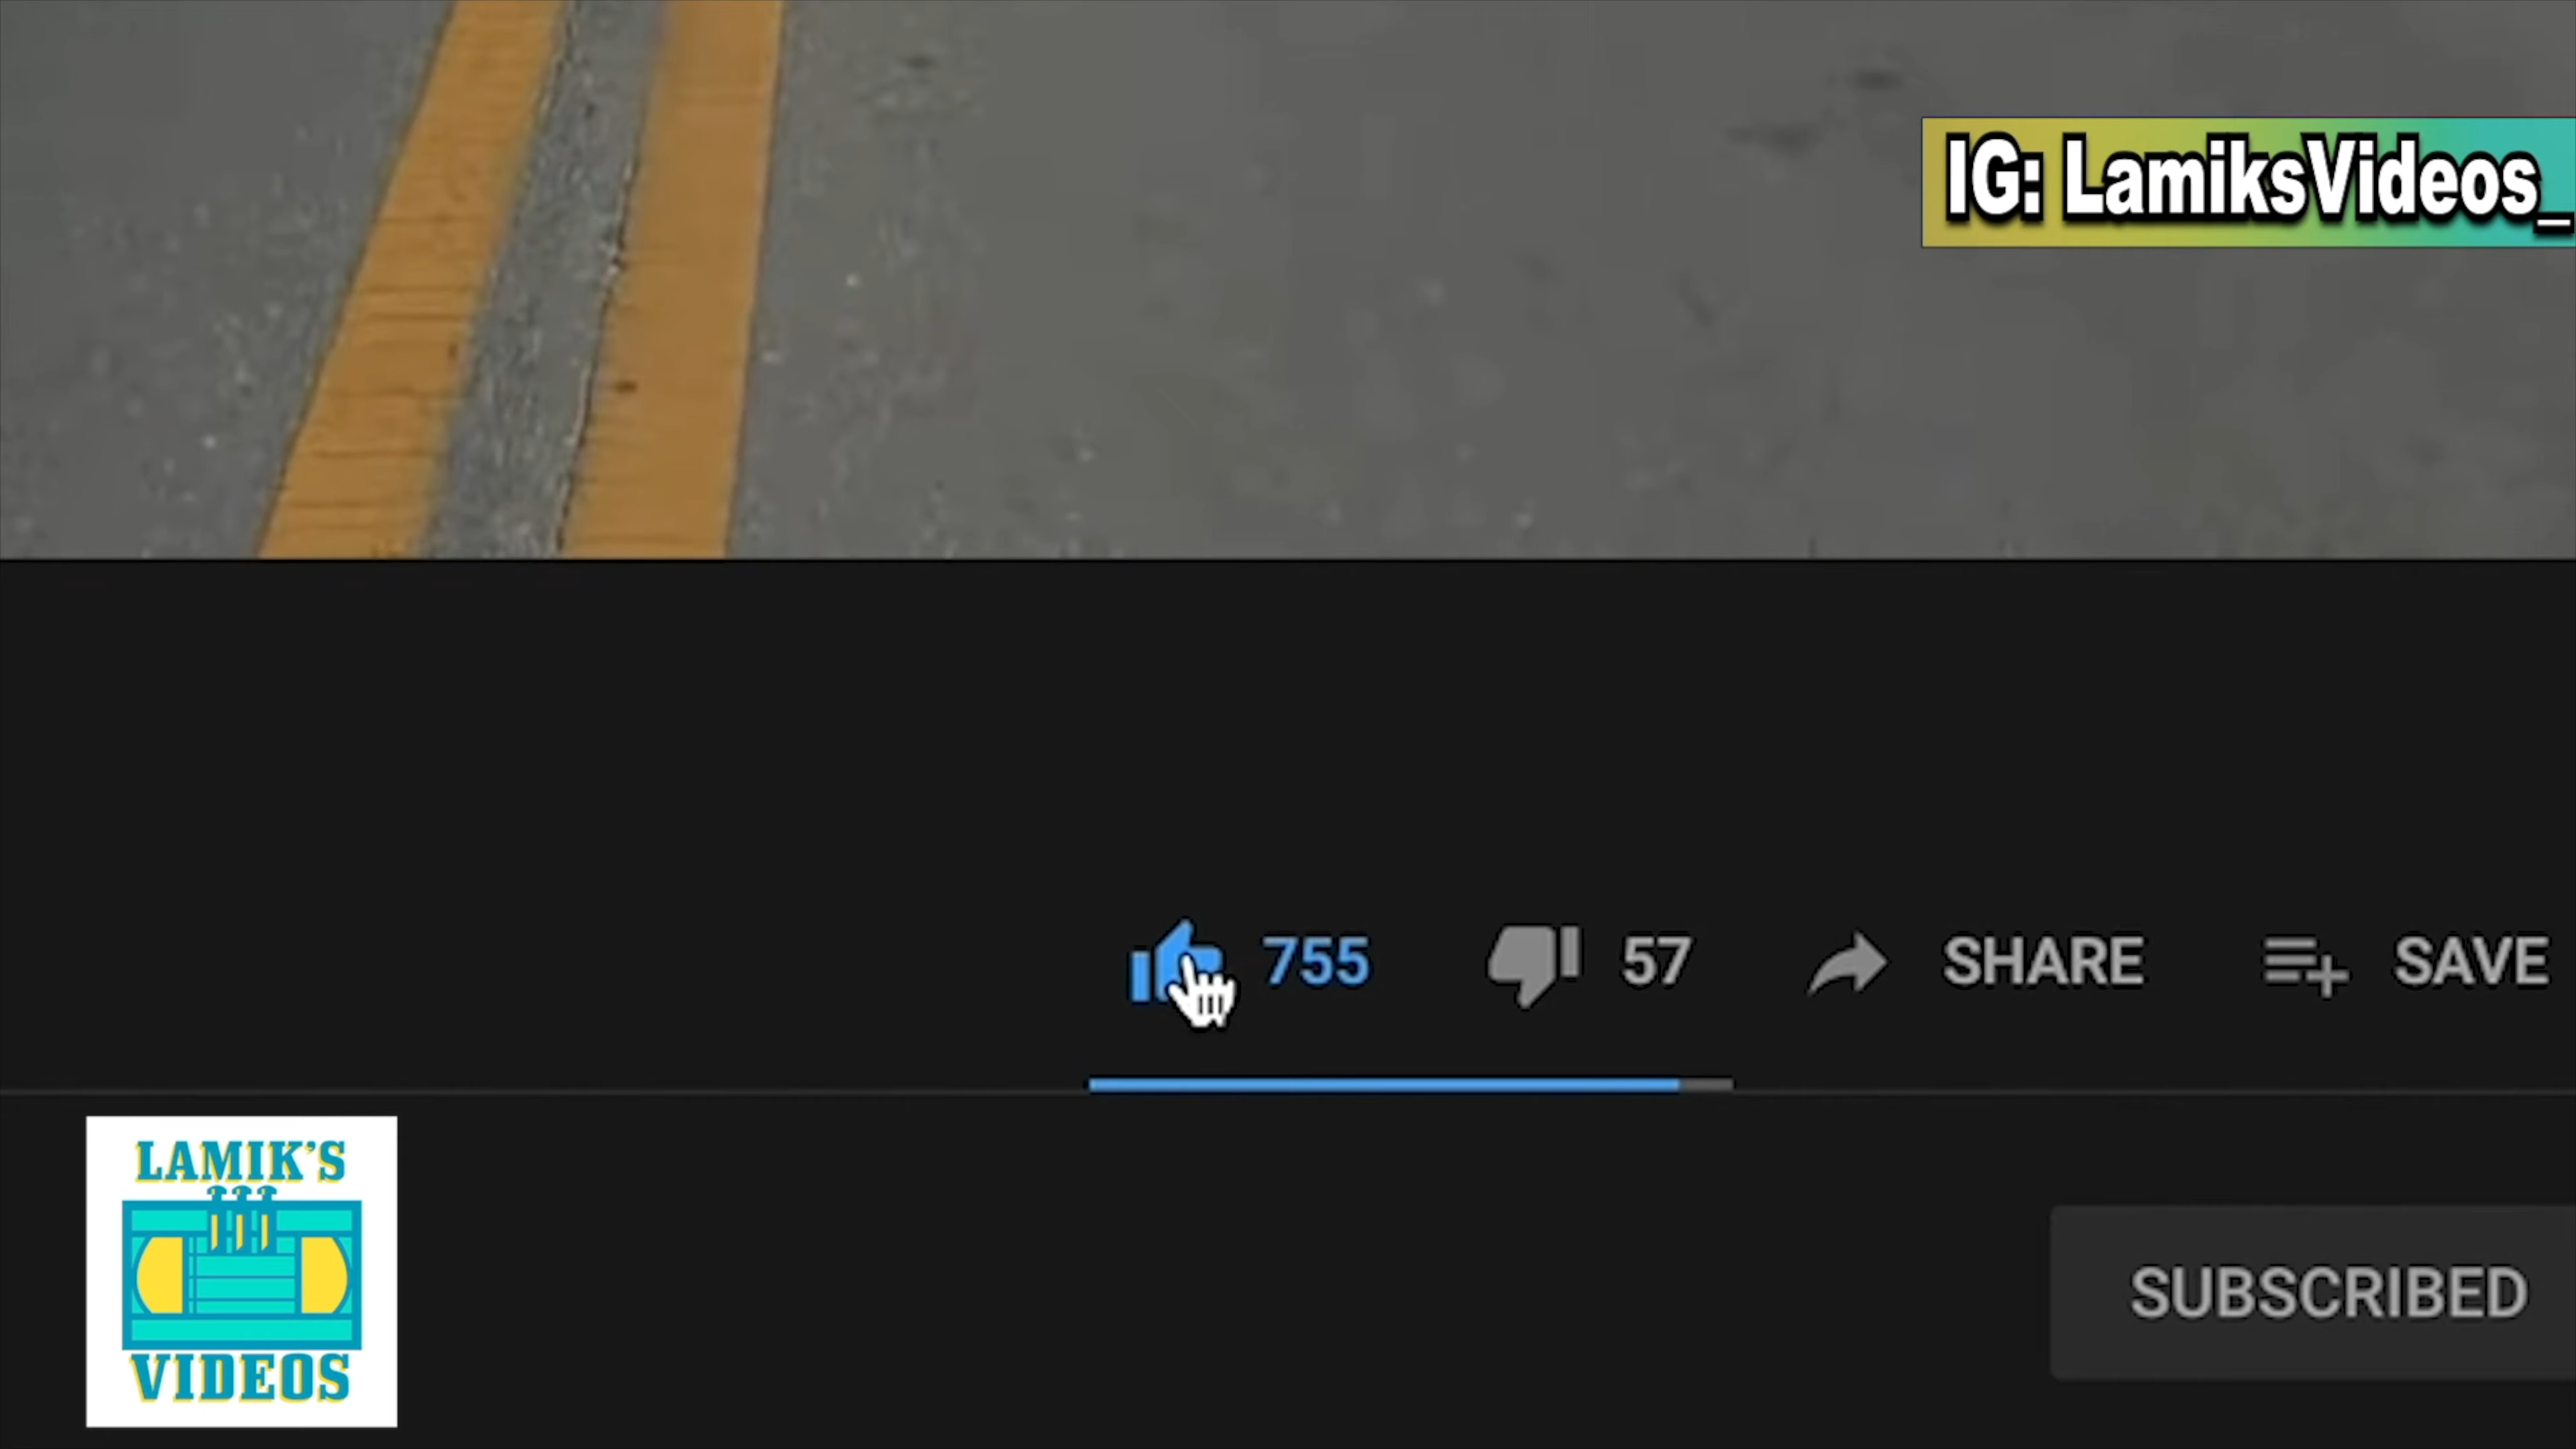 IG: LamiksVideos_
755 57 SHARE SAVE
LAMIK'S
VIDEOS
SUBSCRIBED